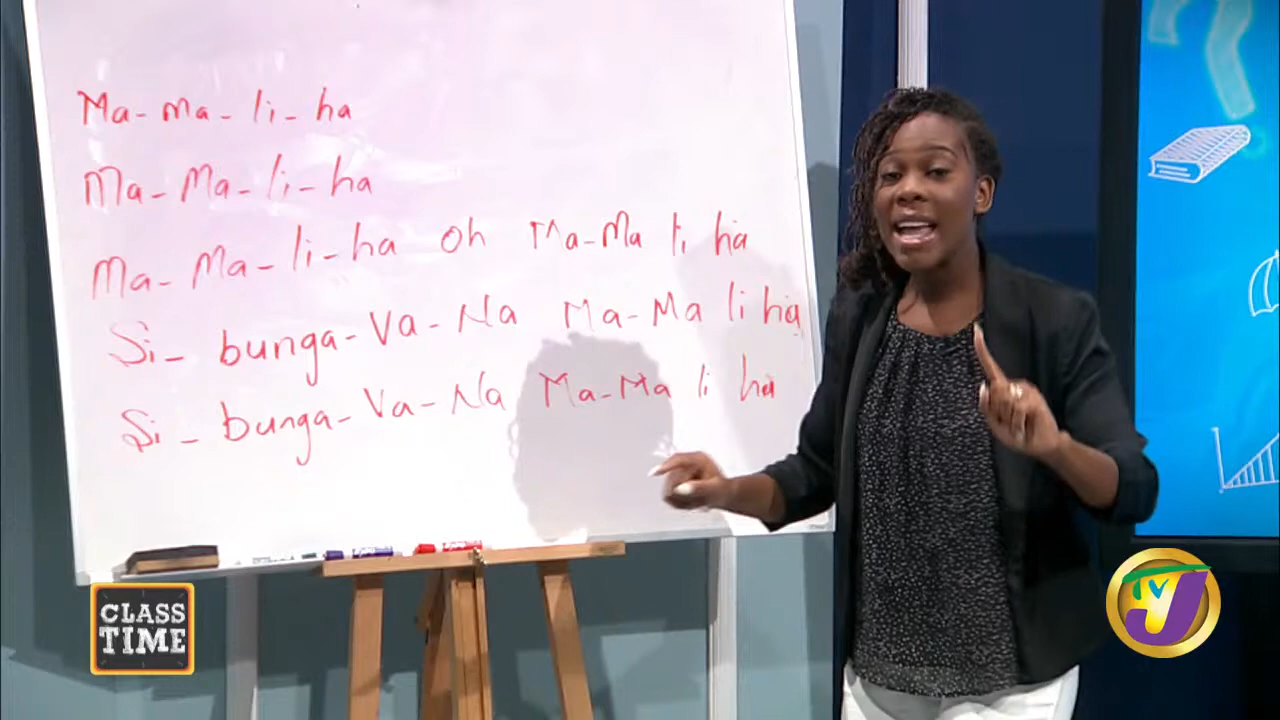 Ma-ma-li-ha
Ma-Ma-li-ha
Ma-Ma-li-ha oh Ma-Ma li ha
Si-bunga-Va-Na Ma-Ma li ha
Si-bunga-Va-Na Ma-Ma li ha
CLASS
TIME
TVJ